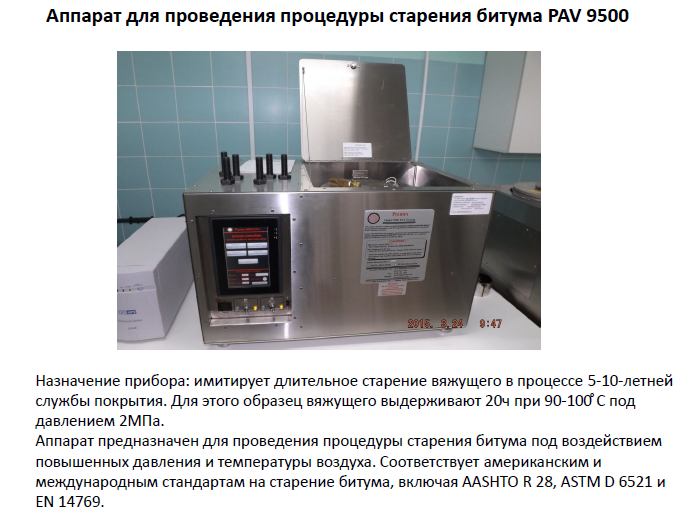 Аппарат для проведения процедуры старения битума PAV 9500
2015. 3.24 9:47
Назначение прибора: имитирует длительное старение вяжущего в процессе 5-10-летней
службы покрытия. Для этого образец вяжущего выдерживают 20ч при 90-100˚С под
давлением 2МПа.
Аппарат предназначен для проведения процедуры старения битума под воздействием
повышенных давления и температуры воздуха. Соответствует американским и
международным стандартам на старение битума, включая AASHTO R 28, ASTM D 6521 и
EN 14769.